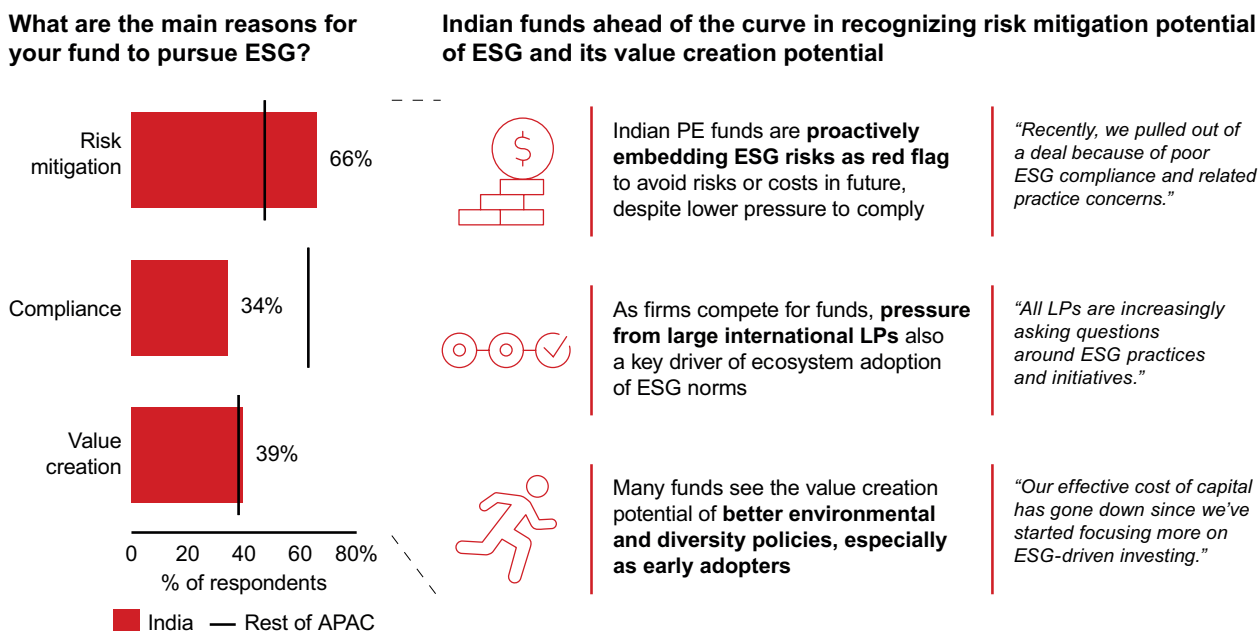 What are the main reasons for
your fund to pursue ESG?
Risk
mitigation
66%
Compliance
34%
Value
creation
39%
0 20 40 60 80%
% of respondents
India
Rest of APAC
Indian funds ahead of the curve in recognizing risk mitigation potential
of ESG and its value creation potential
$
Indian PE funds are proactively
embedding ESG risks as red flag
to avoid risks or costs in future,
despite lower pressure to comply
“Recently, we pulled out of
a deal because of poor
ESG compliance and related
practice concerns.”
As firms compete for funds, pressure
from large international LPs also
a key driver of ecosystem adoption
of ESG norms
“All LPs are increasingly
asking questions
around ESG practices
and initiatives.”
Many funds see the value creation
potential of better environmental
and diversity policies, especially
as early adopters
“Our effective cost of capital
has gone down since we’ve
started focusing more on
ESG-driven investing.”